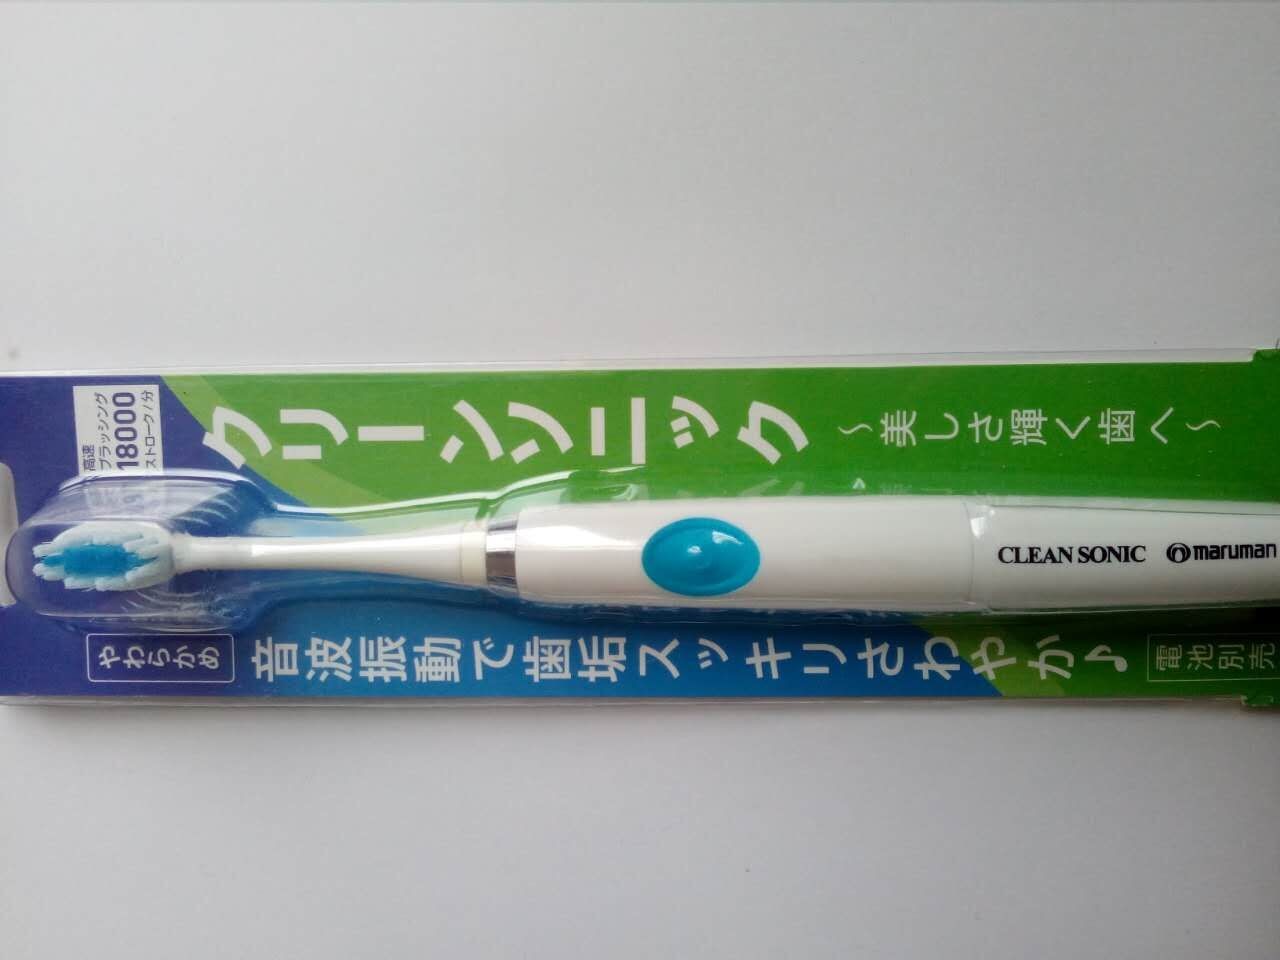 高速
ブラッシング
18000
ストローク/分
クリーンソニック
~美しさ輝く歯へ~
CLEAN SONIC maruman
やわらかめ
音波振動で歯垢スッキリさわやか♪
電池別売